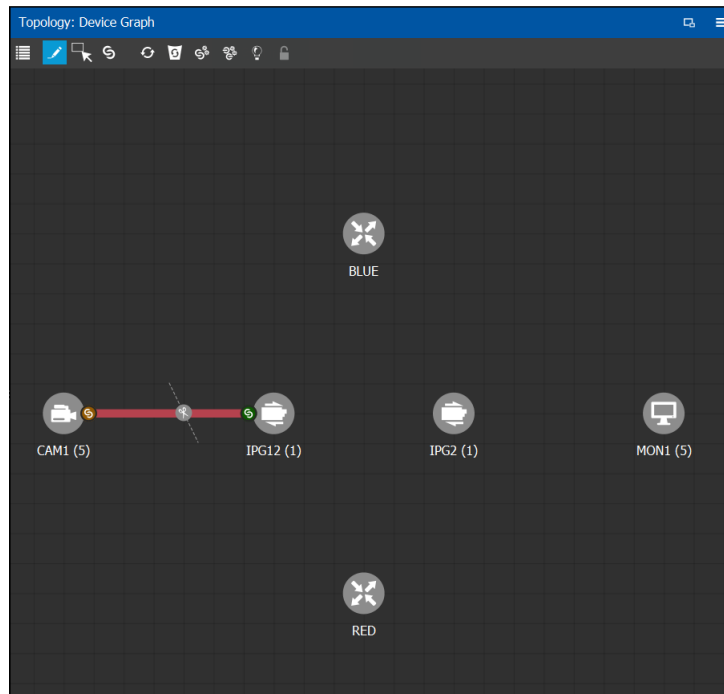 Topology: Device Graph
BLUE
CAM1 (5)
IPG12 (1)
IPG2 (1)
MON1 (5)
RED